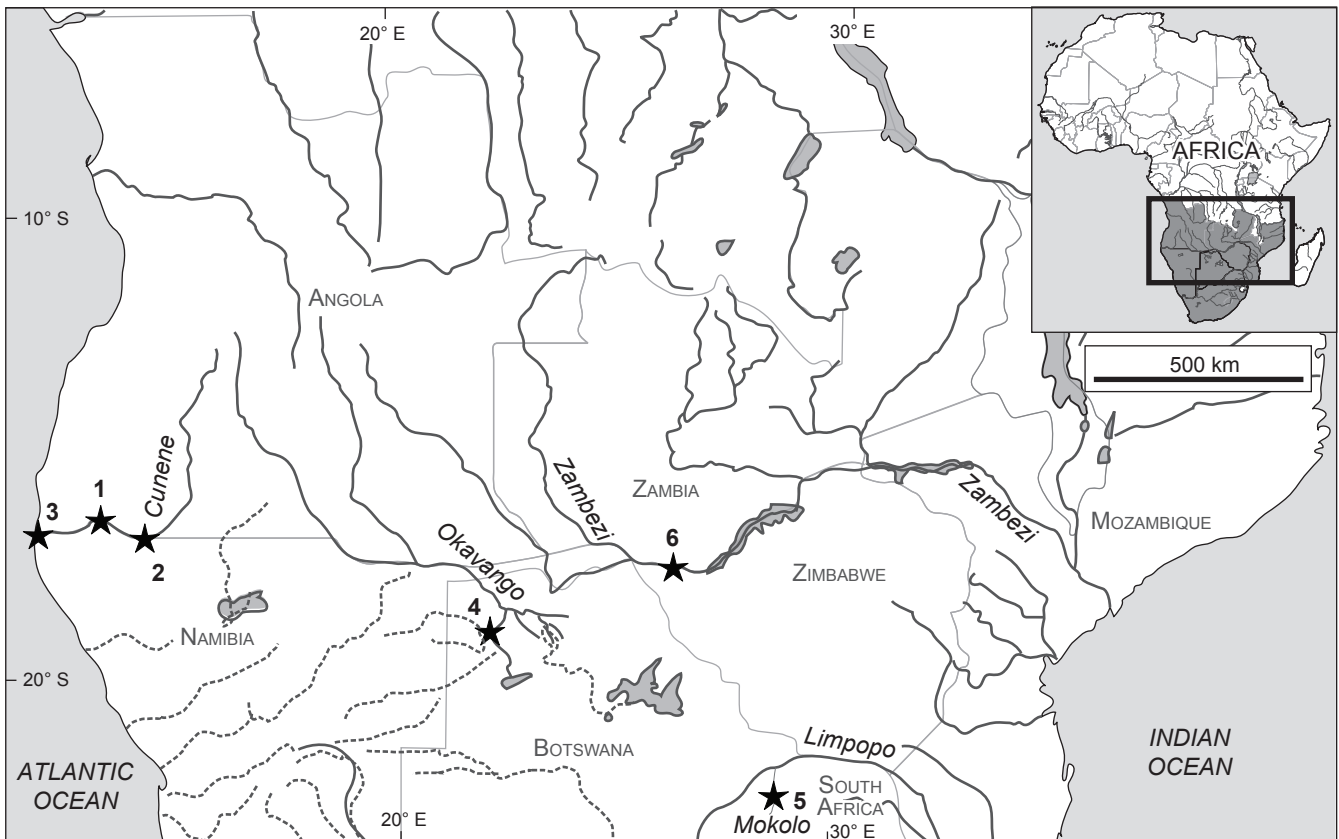 20° E
30° E
AFRICA
10° S
ANGOLA
500 km
Cunene
Zambezi
ZAMBIA
Zambezi
3
1
2
6
MOZAMBIQUE
Okavango
ZIMBABWE
4
NAMIBIA
20° S
BOTSWANA
Limpopo
INDIAN
OCEAN
ATLANTIC
OCEAN
SOUTH
AFRICA
5
Mokolo
20° E
30° E